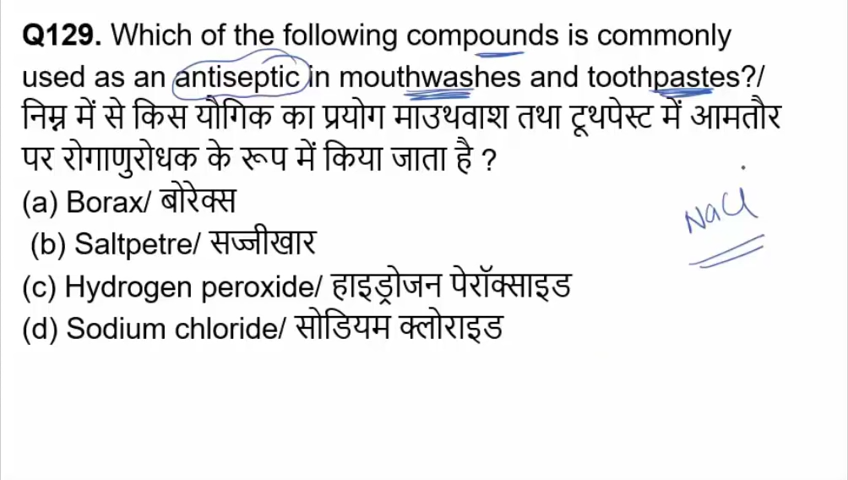 Q129. Which of the following compounds is commonly
used as an antiseptic in mouthwashes and toothpastes?/
निम्न में से किस यौगिक का प्रयोग माउथवाश तथा टूथपेस्ट में आमतौर
पर रोगाणुरोधक के रूप में किया जाता है ?
(a) Borax/ बोरेक्स
(b) Saltpetre/ सज्जीखार
(c) Hydrogen peroxide/ हाइड्रोजन पेरॉक्साइड
(d) Sodium chloride/ सोडियम क्लोराइड
NaCl